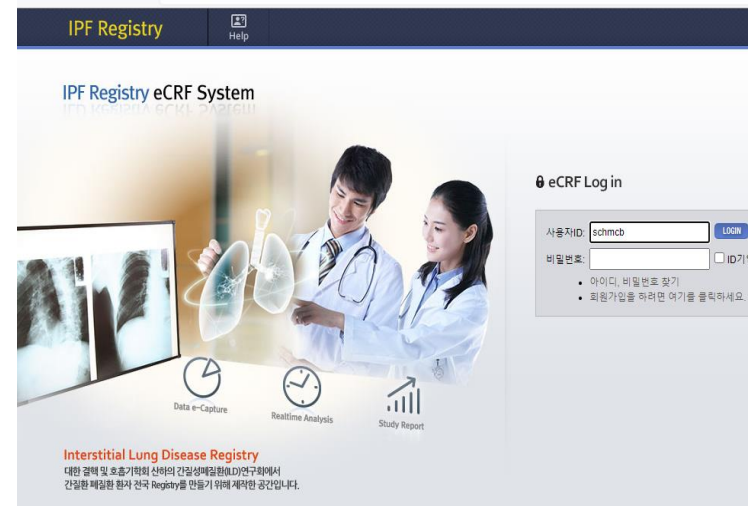 IPF Registry
Help
IPF Registry eCRF System
eCRF Log in
사용자ID: schmcb LOGIN
비밀번호: ID기억
아이디, 비밀번호 찾기
회원가입을 하려면 여기를 클릭하세요.
Data e-Capture
Realtime Analysis
Study Report
Interstitial Lung Disease Registry
대한 결핵 및 호흡기학회 산하의 간질성폐질환(ILD)연구회에서
간질환 폐질환 환자 전국 Registry를 만들기 위해 제작한 공간입니다.